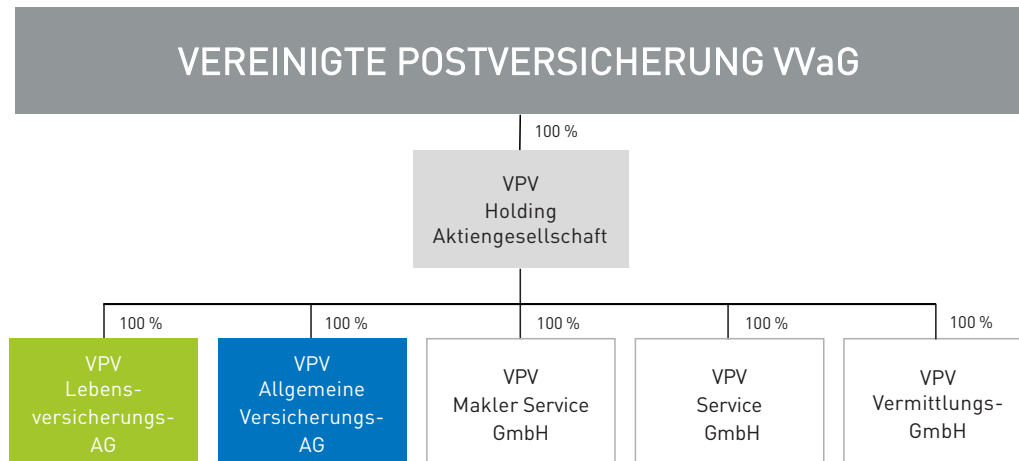 VEREINIGTE POSTVERSICHERUNG VVaG
100 %
VPV
Holding
Aktiengesellschaft
100 %
100 %
100 %
100 %
100 %
VPV
Lebens-
versicherungs-
AG
VPV
Allgemeine
Versicherungs-
AG
VPV
Makler Service
GmbH
VPV
Service
GmbH
VPV
Vermittlungs-
GmbH